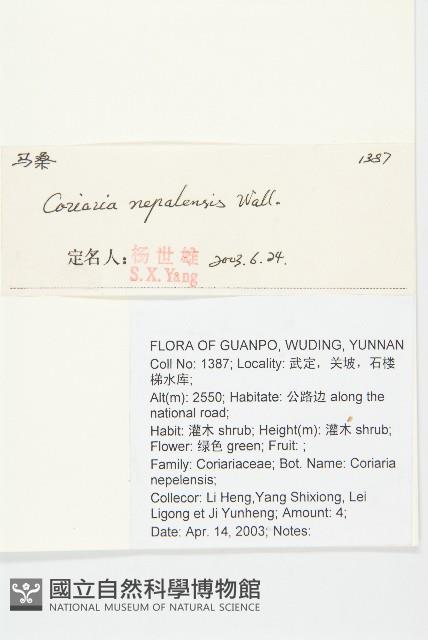 马桑 1387
Coriaria nepalensis Wall.
定名人: 杨世雄 2003.6.24.
S.X.Yang
FLORA OF GUANPO, WUDING, YUNNAN
Coll No: 1387; Locality: 武定，关坡，石楼
梯水库;
Alt(m): 2550; Habitate: 公路边 along the
national road;
Habit: 灌木 shrub; Height(m): 灌木 shrub;
Flower: 绿色 green; Fruit: ;
Family: Coriariaceae; Bot. Name: Coriaria
nepelensis;
Collecor: Li Heng,Yang Shixiong, Lei
Ligong et Ji Yunheng; Amount: 4;
Date: Apr. 14, 2003; Notes:
國立自然科學博物館
NATIONAL MUSEUM OF NATURAL SCIENCE